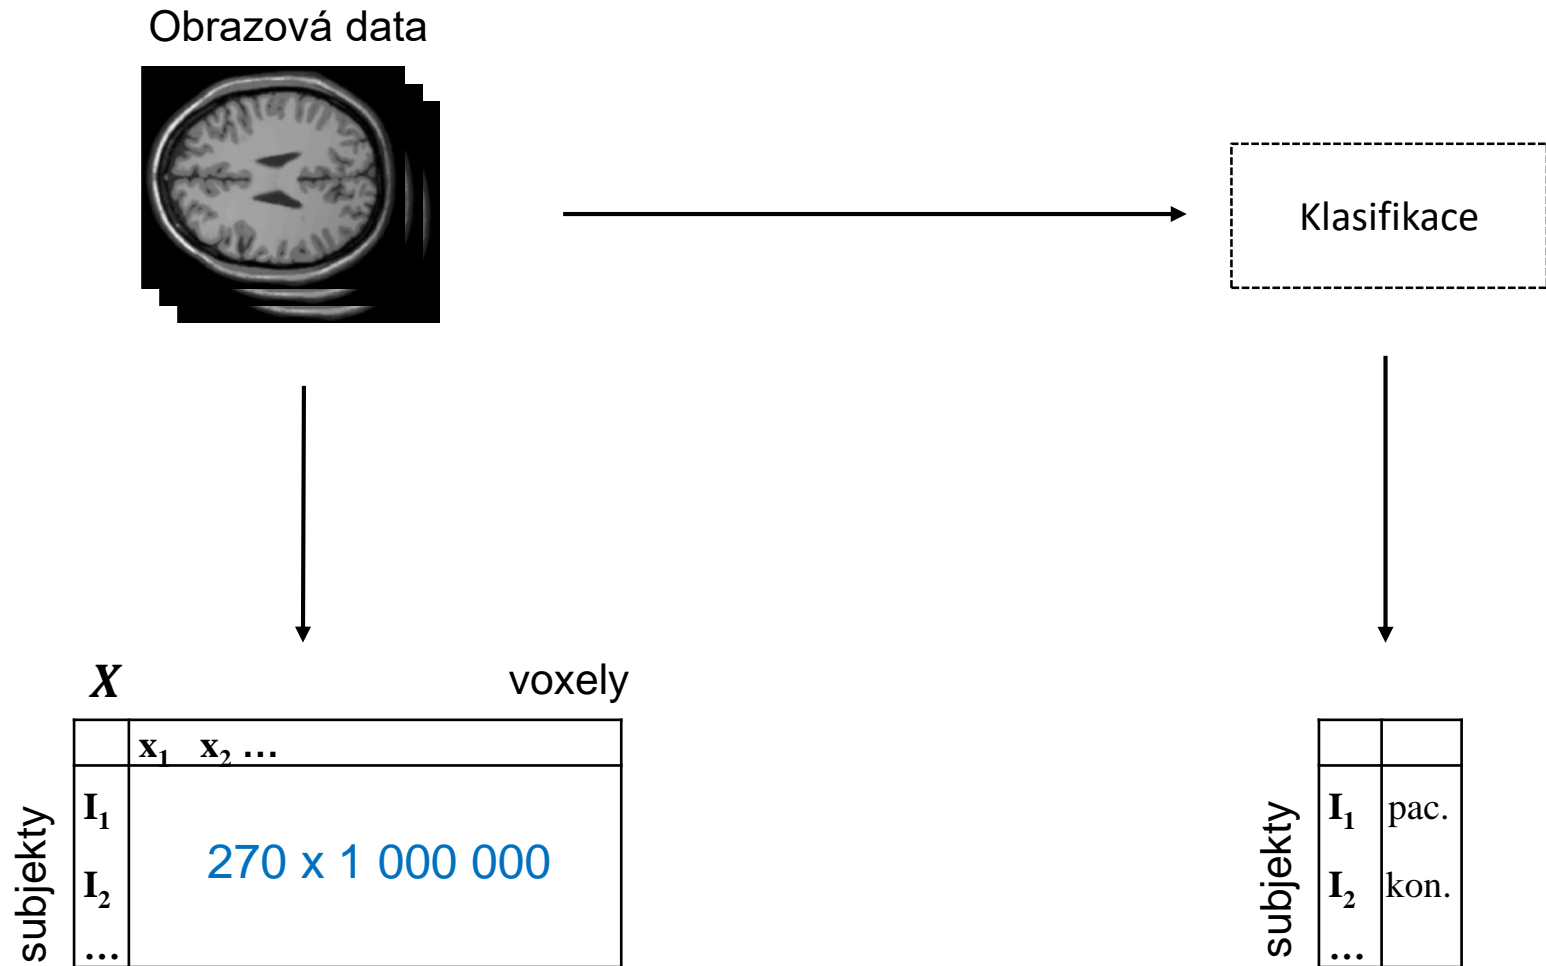 Obrazová data
Klasifikace
X voxely
x1 x2 …
subjekty
I1
270 x 1 000 000
I2
…
subjekty
I1 pac.
I2 kon.
…